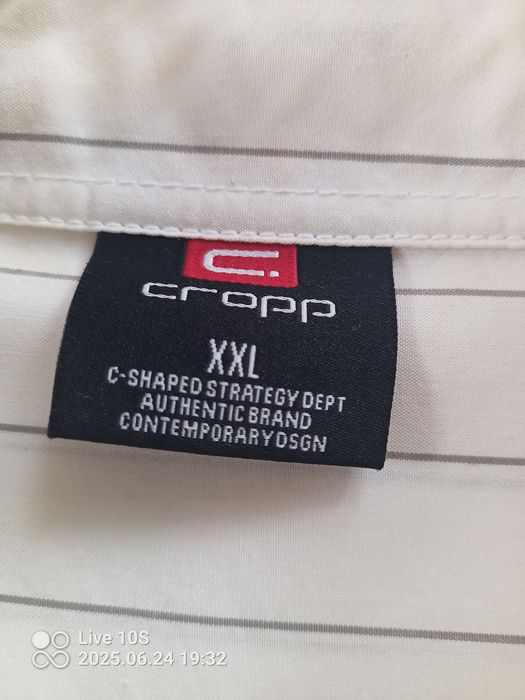 C.
cropp
XXL
C-SHAPED STRATEGY DEPT
AUTHENTIC BRAND
CONTEMPORARY DSGN
Live 10S
2025.06.24 19:32